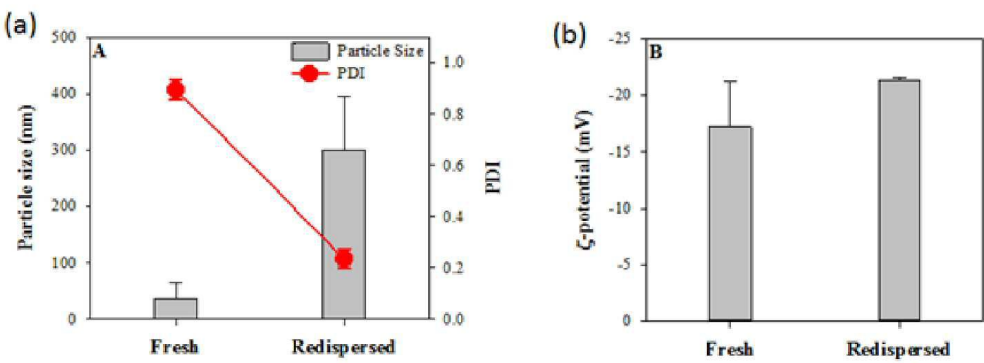 (a)
A
Particle Size
PDI
500
400
300
200
100
0
Particle size (nm)
1.0
0.8
0.6
0.4
0.2
0.0
PDI
Fresh Redispersed
(b)
B
-25
-20
-15
-10
-5
0
ζ-potential (mV)
Fresh Redispersed